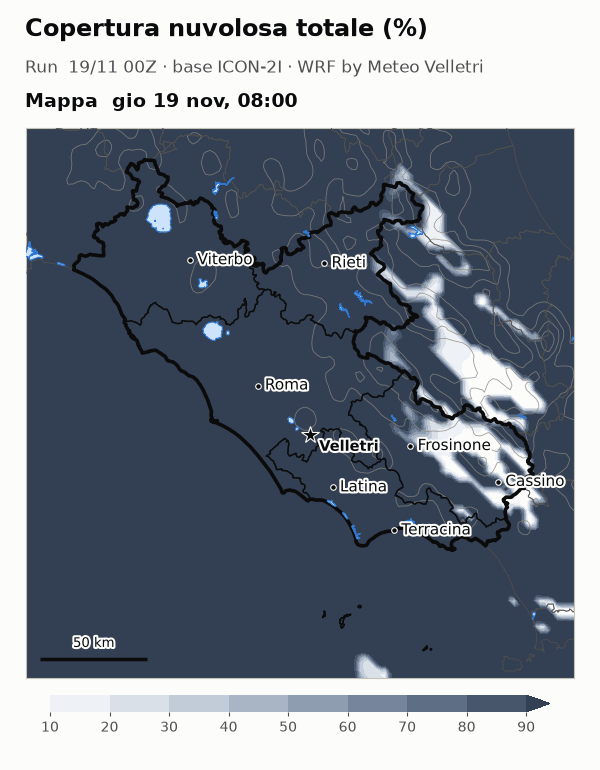 Copertura nuvolosa totale (%)
Run 19/11 00Z · base ICON-2I · WRF by Meteo Velletri
Mappa gio 19 nov, 08:00
Viterbo
Rieti
Roma
Velletri
Frosinone
Cassino
Latina
Terracina
50 km
10 20 30 40 50 60 70 80 90